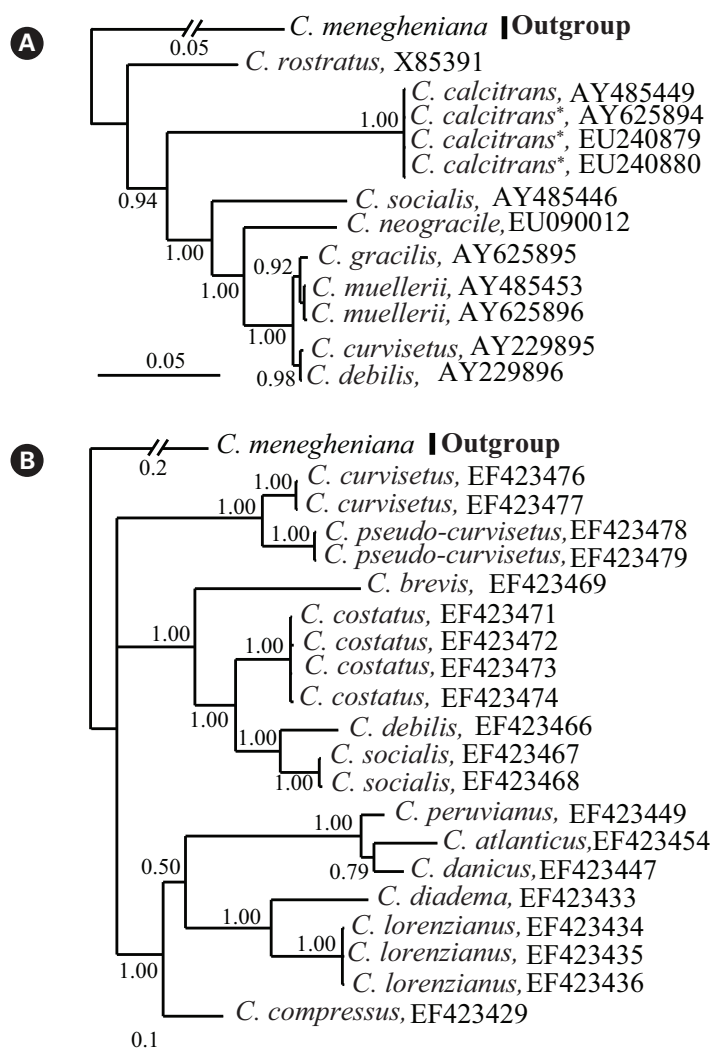 A
C. menegheniana Outgroup
0.05
C. rostratus, X85391
C. calcitrans, AY485449
C. calcitrans*, AY625894
1.00
C. calcitrans*, EU240879
C. calcitrans*, EU240880
0.94
C. socialis, AY485446
C. neogracile, EU090012
1.00
C. gracilis, AY625895
0.92
C. muellerii, AY485453
1.00
C. muellerii, AY625896
1.00
C. curvisetus, AY229895
0.05
0.98
C. debilis, AY229896
B
C. menegheniana Outgroup
0.2
C. curvisetus, EF423476
1.00
C. curvisetus, EF423477
1.00
C. pseudo-curvisetus, EF423478
1.00
C. pseudo-curvisetus, EF423479
C. brevis, EF423469
C. costatus, EF423471
1.00
1.00
C. costatus, EF423472
C. costatus, EF423473
C. costatus, EF423474
1.00
C. debilis, EF423466
1.00
C. socialis, EF423467
1.00
C. socialis, EF423468
C. peruvianus, EF423449
1.00
C. atlanticus, EF423454
0.50
0.79
C. danicus, EF423447
C. diadema, EF423433
1.00
C. lorenzianus, EF423434
1.00
C. lorenzianus, EF423435
1.00
C. lorenzianus, EF423436
C. compressus, EF423429
0.1